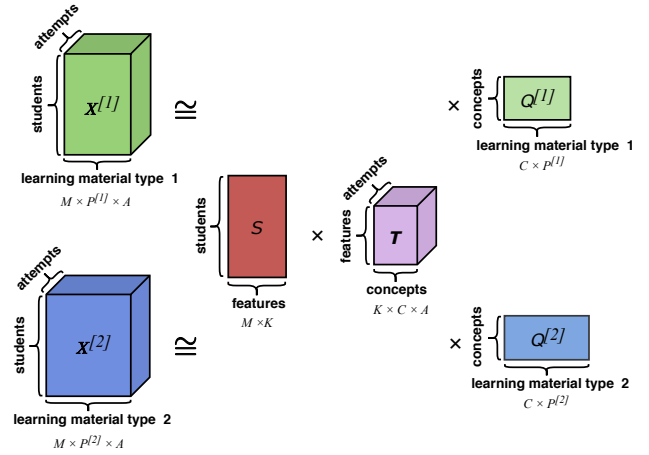 attempts
students
X[1]
≅
×
concepts
Q[1]
learning material type 1
M × P[1] × A
learning material type 1
C × P[1]
students
S
features
M ×K
×
attempts
features
T
concepts
K × C × A
attempts
students
X[2]
≅
×
concepts
Q[2]
learning material type 2
M × P[2] × A
learning material type 2
C × P[2]